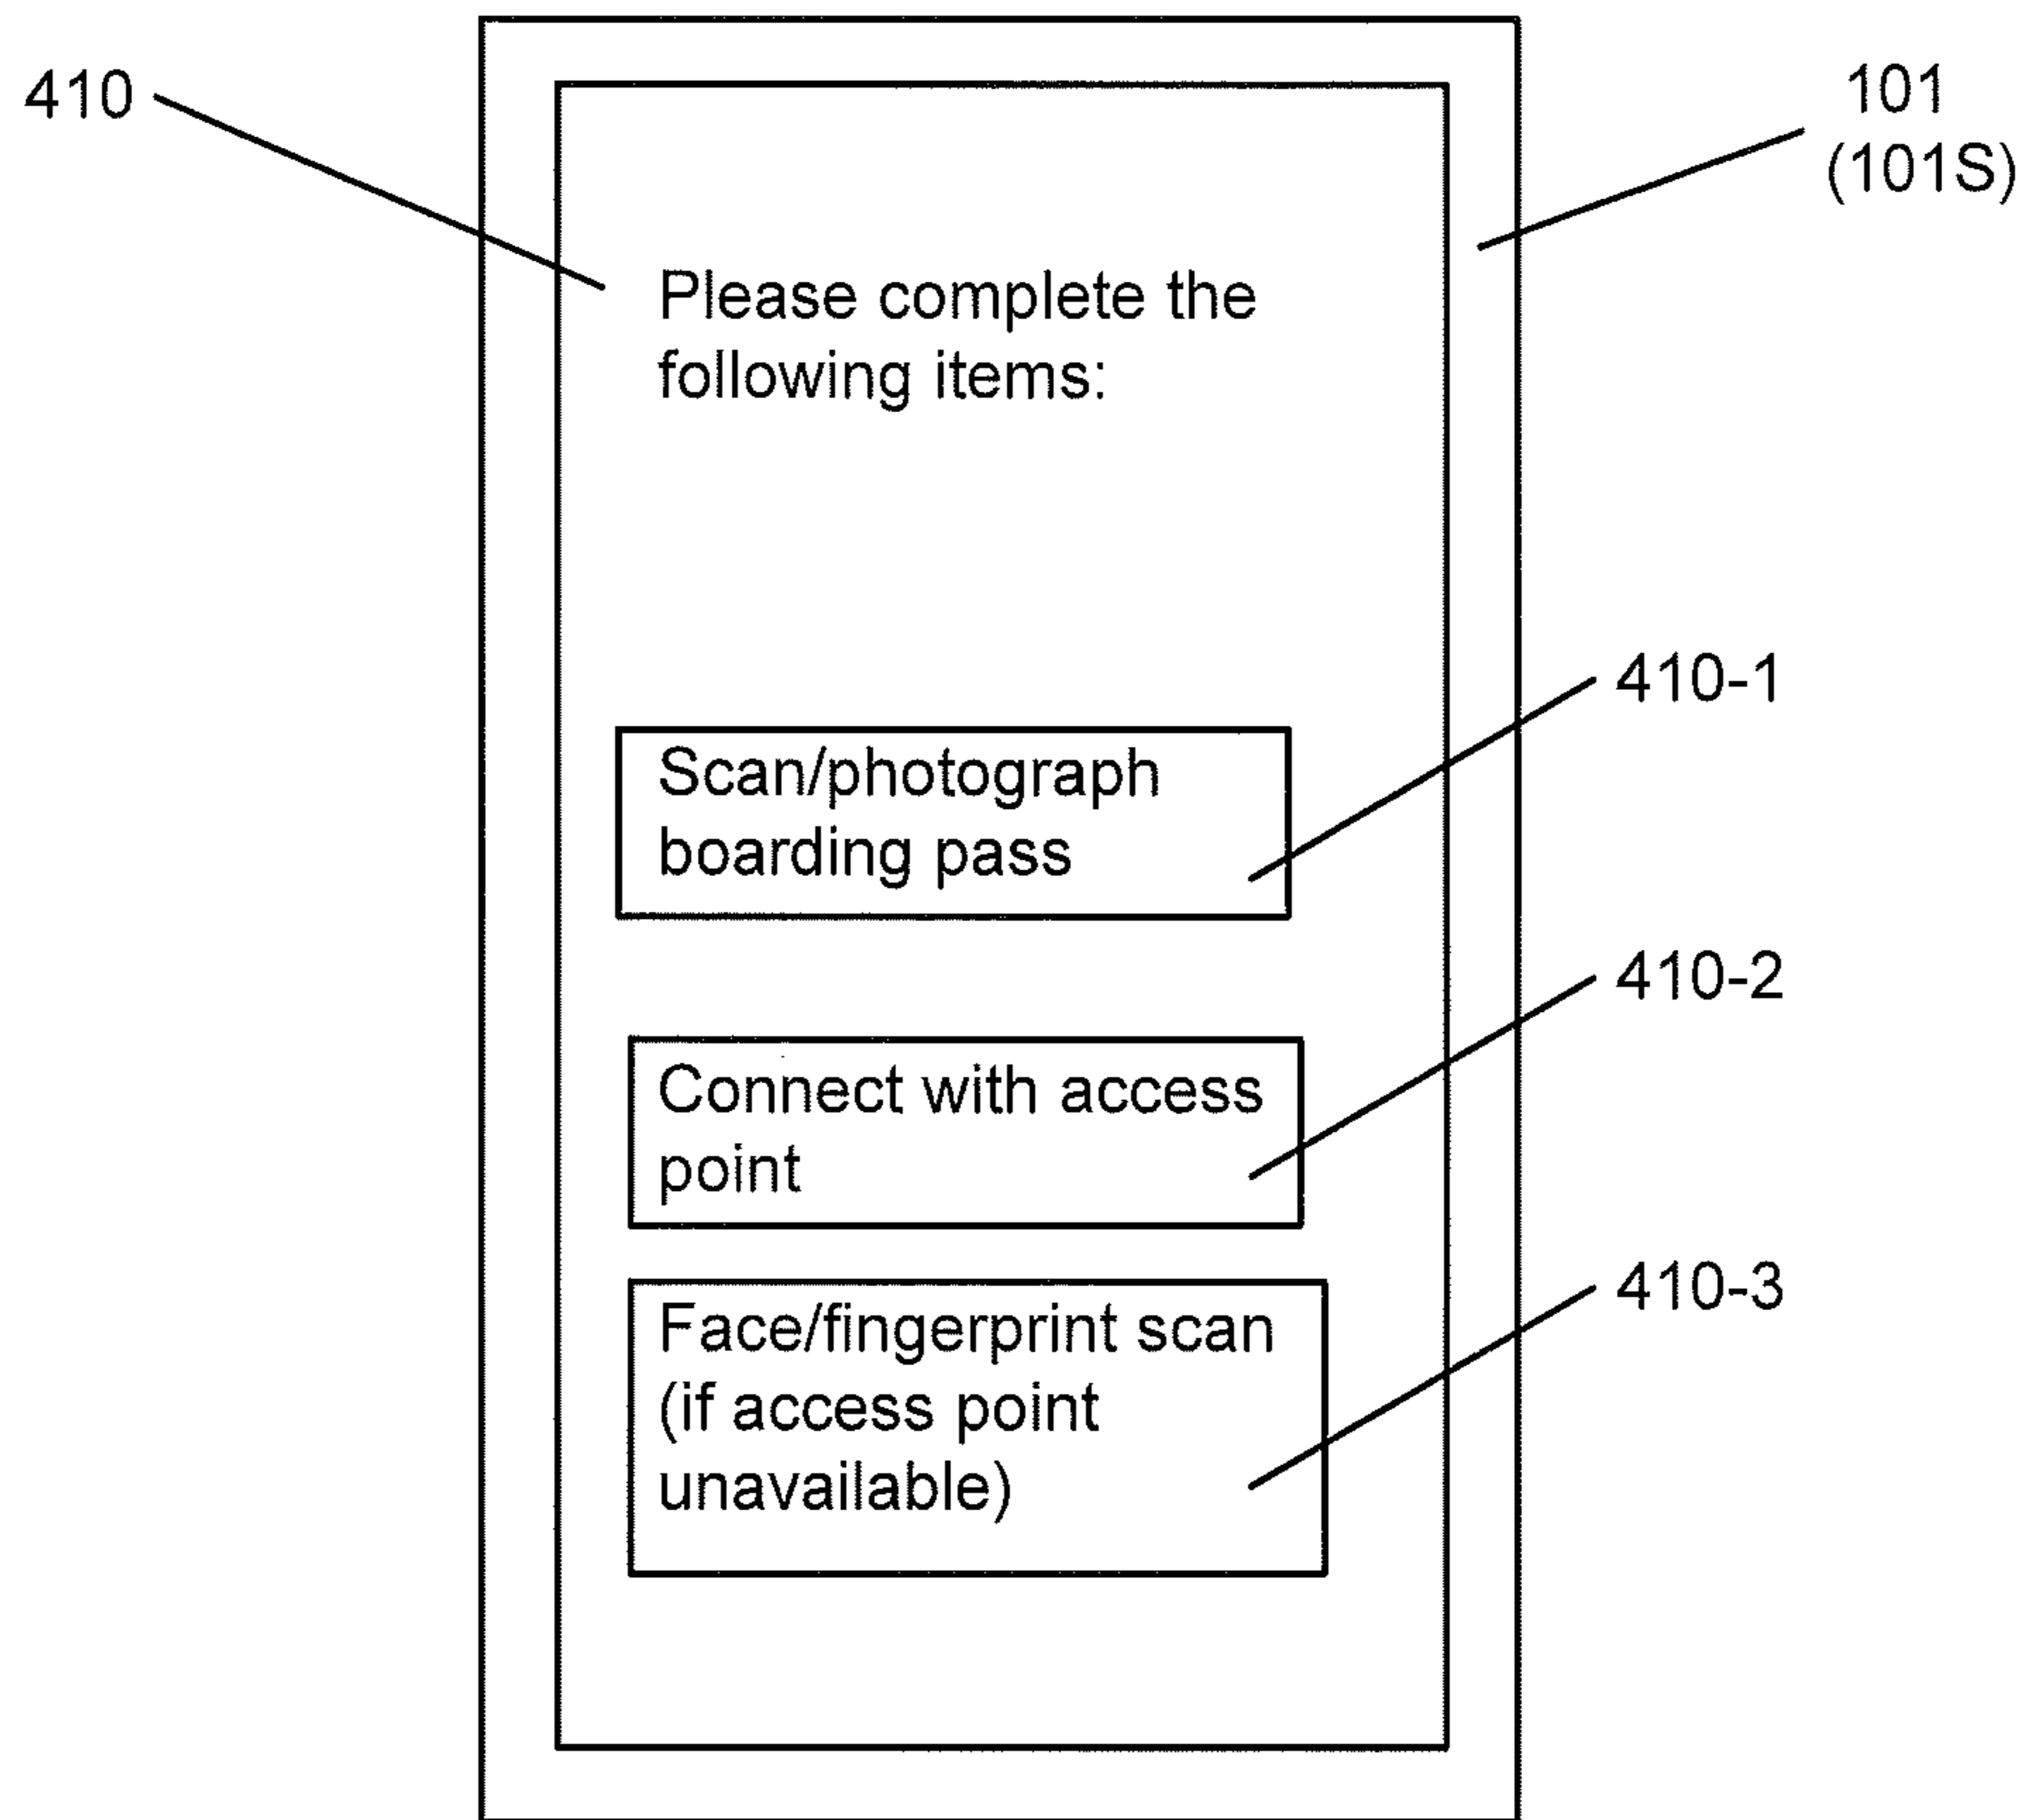 410
101
(101S)
Please complete the
following items:
410-1
Scan/photograph
boarding pass
410-2
Connect with access
point
410-3
Face/fingerprint scan
(if access point
unavailable)